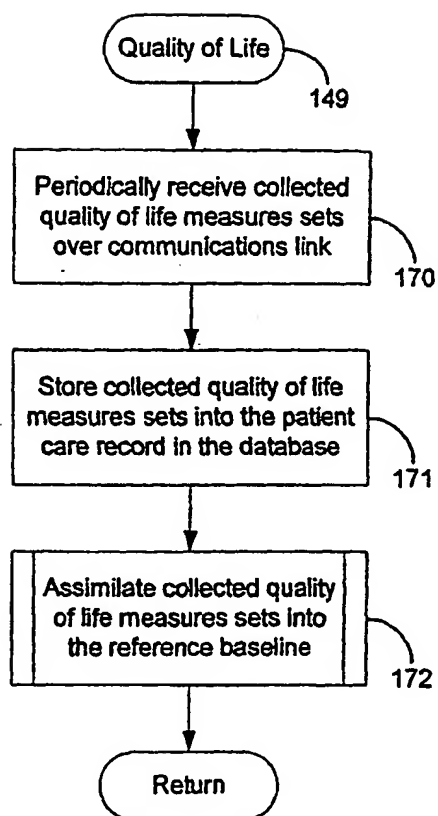 Quality of Life
149
Periodically receive collected
quality of life measures sets
over communications link
170
Store collected quality of life
measures sets into the patient
care record in the database
171
Assimilate collected quality
of life measures sets into
the reference baseline
172
Return